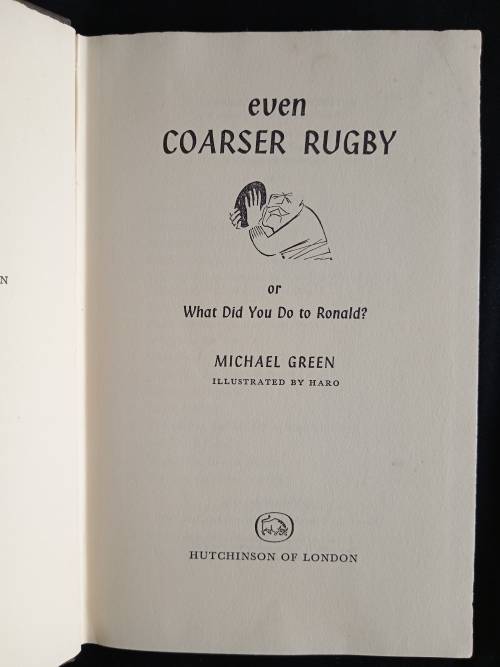 N
even
COARSER RUGBY
or
What Did You Do to Ronald?
MICHAEL GREEN
ILLUSTRATED BY HARO
HUTCHINSON OF LONDON